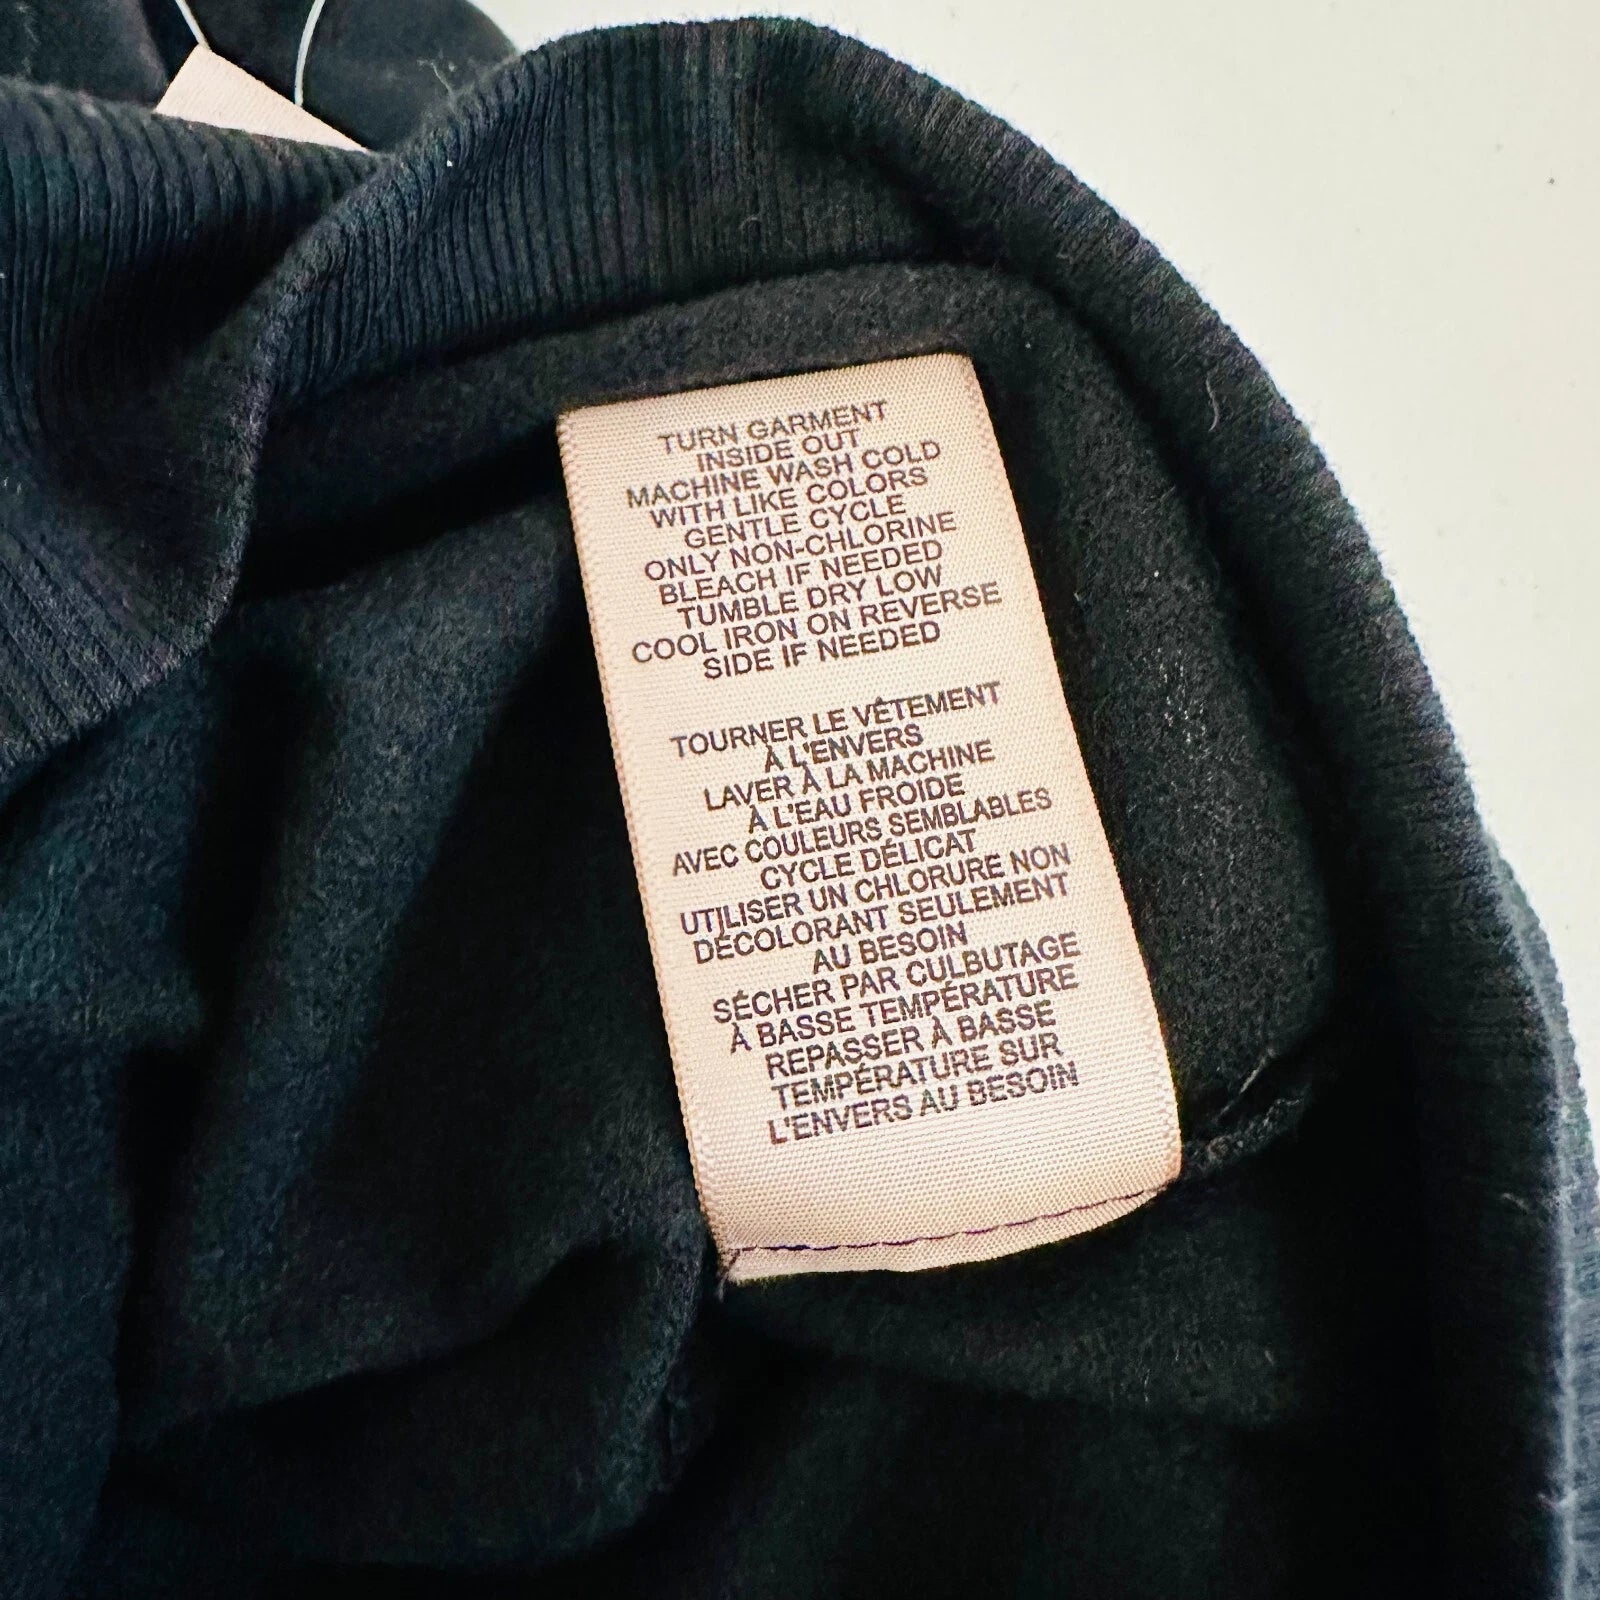 TURN GARMENT
INSIDE OUT
MACHINE WASH COLD
WITH LIKE COLORS
GENTLE CYCLE
ONLY NON-CHLORINE
BLEACH IF NEEDED
TUMBLE DRY LOW
COOL IRON ON REVERSE
SIDE IF NEEDED
TOURNER LE VÊTEMENT
À L'ENVERS
LAVER À LA MACHINE
À L'EAU FROIDE
AVEC COULEURS SEMBLABLES
CYCLE DÉLICAT
UTILISER UN CHLORURE NON
DÉCOLORANT SEULEMENT
AU BESOIN
SÉCHER PAR CULBUTAGE
À BASSE TEMPÉRATURE
REPASSER À BASSE
TEMPÉRATURE SUR
L'ENVERS AU BESOIN